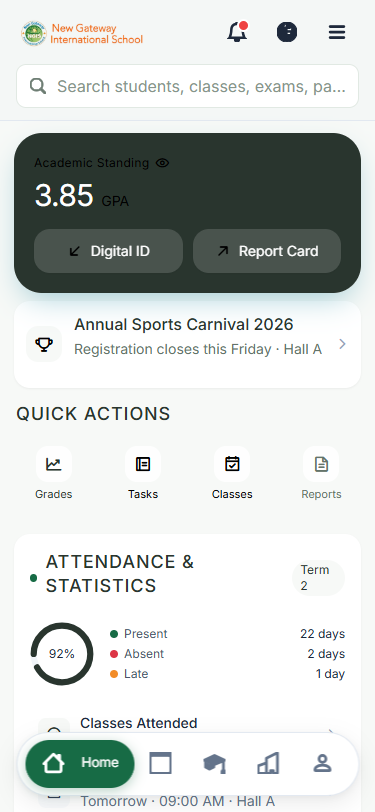 New Gateway
International School
Search students, classes, exams, pa...
Academic Standing
3.85 GPA
Digital ID
Report Card
Annual Sports Carnival 2026
Registration closes this Friday · Hall A
QUICK ACTIONS
Grades
Tasks
Classes
Reports
ATTENDANCE &
STATISTICS
Term
2
92%
Present 22 days
Absent 2 days
Late 1 day
Classes Attended
Home
Tomorrow · 09:00 AM · Hall A